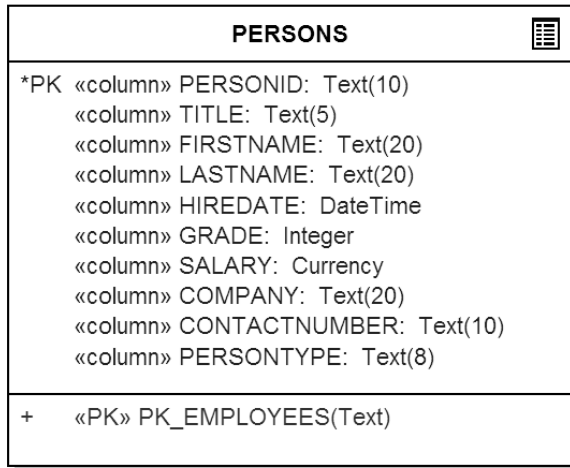 PERSONS
*PK «column» PERSONID: Text(10)
«column» TITLE: Text(5)
«column» FIRSTNAME: Text(20)
«column» LASTNAME: Text(20)
«column» HIREDATE: DateTime
«column» GRADE: Integer
«column» SALARY: Currency
«column» COMPANY: Text(20)
«column» CONTACTNUMBER: Text(10)
«column» PERSONTYPE: Text(8)
+ «PK» PK_EMPLOYEES(Text)